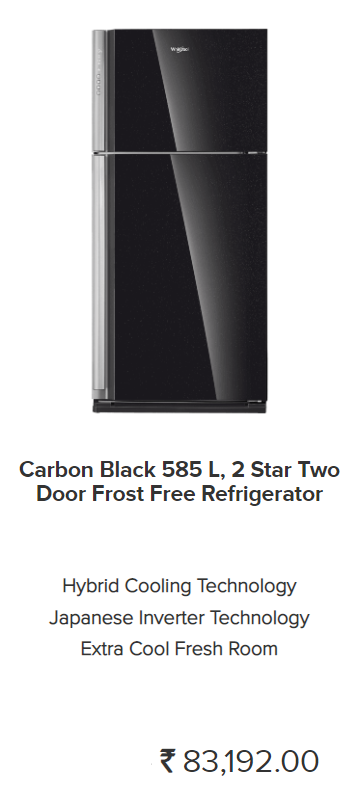 Carbon Black 585 L, 2 Star Two
Door Frost Free Refrigerator
Hybrid Cooling Technology
Japanese Inverter Technology
Extra Cool Fresh Room
₹ 83,192.00